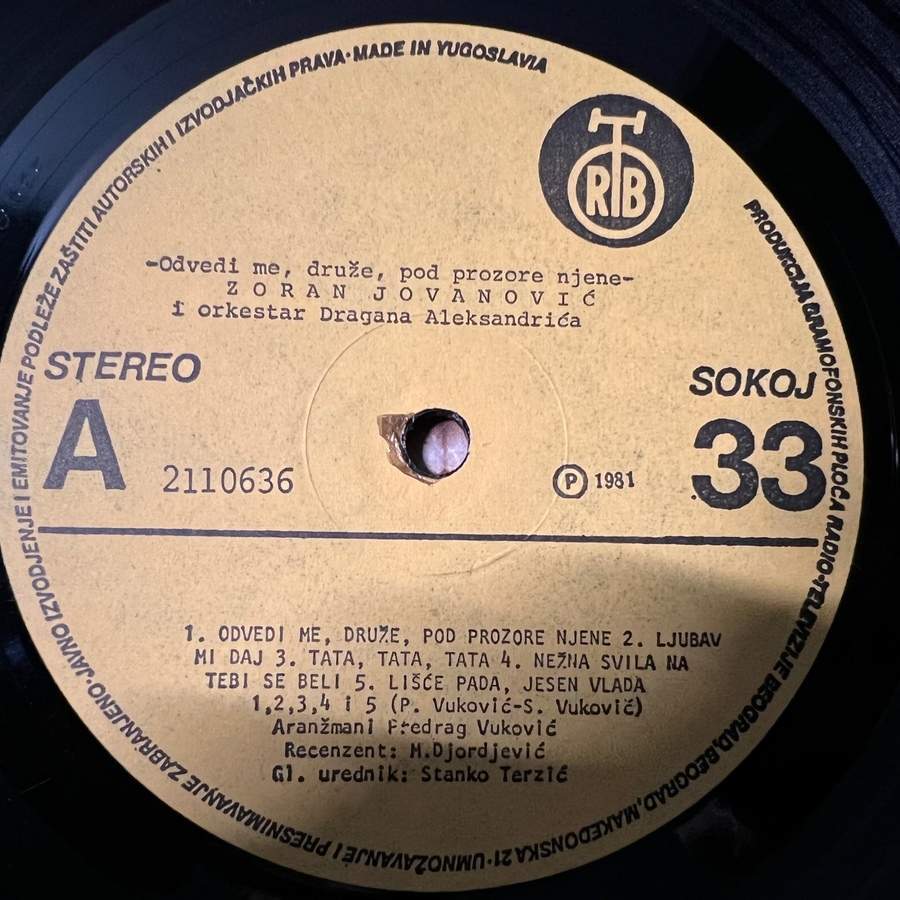 PRODUKCIJA GRAMOFONSKIH PLOČA RADIO-TELEVIZIJE BEOGRAD, BEOGRAD, MAKEDONSKA 21 · UMNOŽAVANJE I PRESNIMAVANJE ZABRANJENO · JAVNO IZVODJENJE I EMITOVANJE PODLEŽE ZAŠTITI AUTORSKIH I IZVODJAČKIH PRAVA · MADE IN YUGOSLAVIA
RTB
-Odvedi me, druže, pod prozore njene-
ZORAN JOVANOVIĆ
i orkestar Dragana Aleksandrića
STEREO
SOKOJ
A
2110636
P 1981
33
1. ODVEDI ME, DRUŽE, POD PROZORE NJENE 2. LJUBAV
MI DAJ 3. TATA, TATA, TATA 4. NEŽNA SVILA NA
TEBI SE BELI 5. LIŠĆE PADA, JESEN VLADA
1,2,3,4 i 5 (P. Vuković-S. Vuković)
Aranžmani Predrag Vuković
Recenzent: M.Djordjević
Gl. urednik: Stanko Terzić